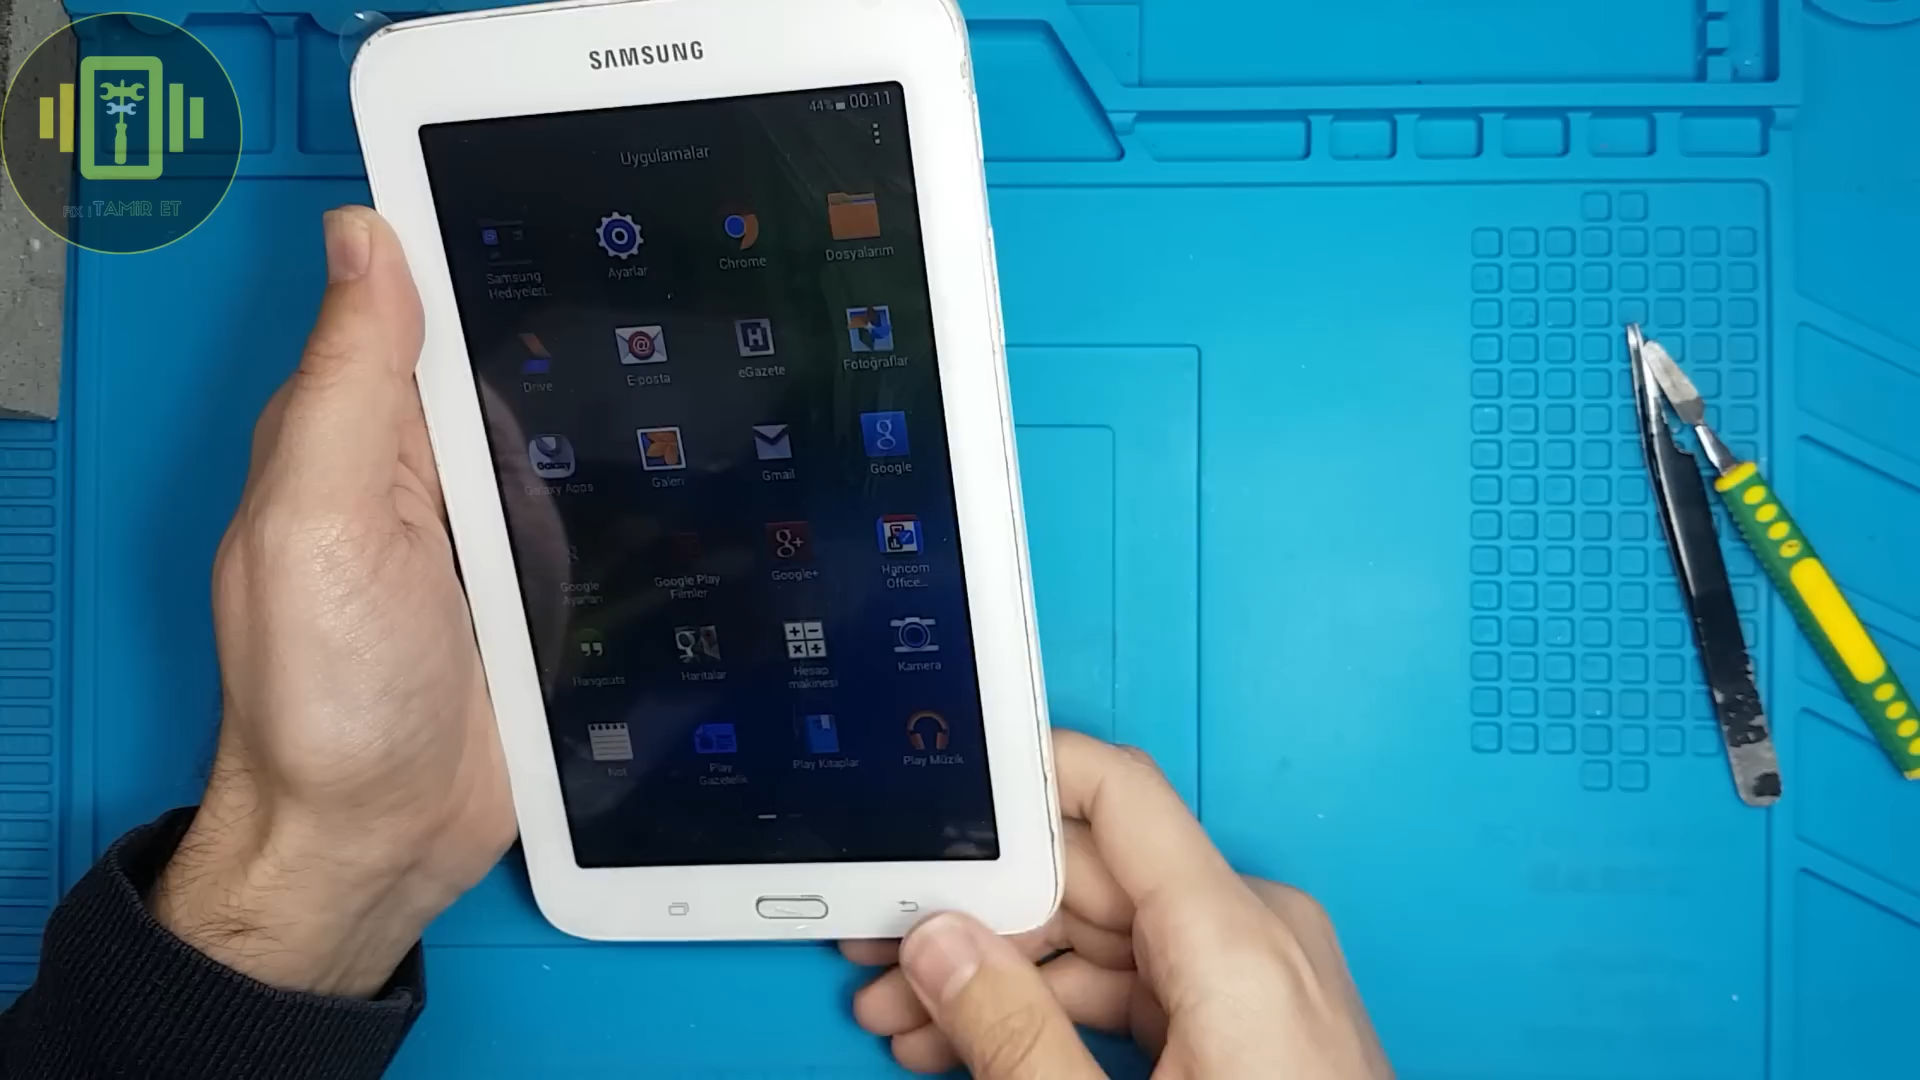 SAMSUNG
44% 00:11
Uygulamalar
Samsung
Hediyeleri..
Ayarlar
Chrome
Dosyalarım
Drive
E-posta
eGazete
Fotoğraflar
Galaxy Apps
Galeri
Gmail
Google
Google
Ayarları
Google Play
Filmler
Google+
Hancom
Office...
Hangouts
Haritalar
Hesap
makinesi
Kamera
Not
Play
Gazetelik
Play Kitaplar
Play Müzik
FIX | TAMIR ET